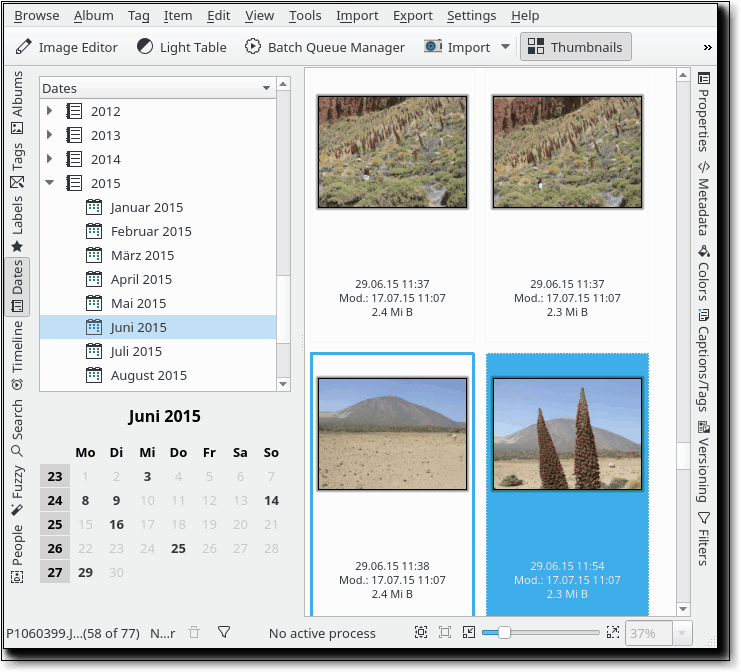 Browse Album Tag Item Edit View Tools Import Export Settings Help
Image Editor Light Table Batch Queue Manager Import Thumbnails »
Albums
Tags
Labels
Dates
Timeline
Search
Fuzzy
People
Dates
2012
2013
2014
2015
Januar 2015
Februar 2015
März 2015
April 2015
Mai 2015
Juni 2015
Juli 2015
August 2015
Juni 2015
Mo Di Mi Do Fr Sa So
23 1 2 3 4 5 6 7
24 8 9 10 11 12 13 14
25 15 16 17 18 19 20 21
26 22 23 24 25 26 27 28
27 29 30
29.06.15 11:37
Mod.: 17.07.15 11:07
2.4 Mi B
29.06.15 11:37
Mod.: 17.07.15 11:07
2.3 Mi B
29.06.15 11:38
Mod.: 17.07.15 11:07
2.4 Mi B
29.06.15 11:54
Mod.: 17.07.15 11:07
2.3 Mi B
Properties
Metadata
Colors
Captions/Tags
Versioning
Filters
P1060399.J...(58 of 77) N...r No active process 37%